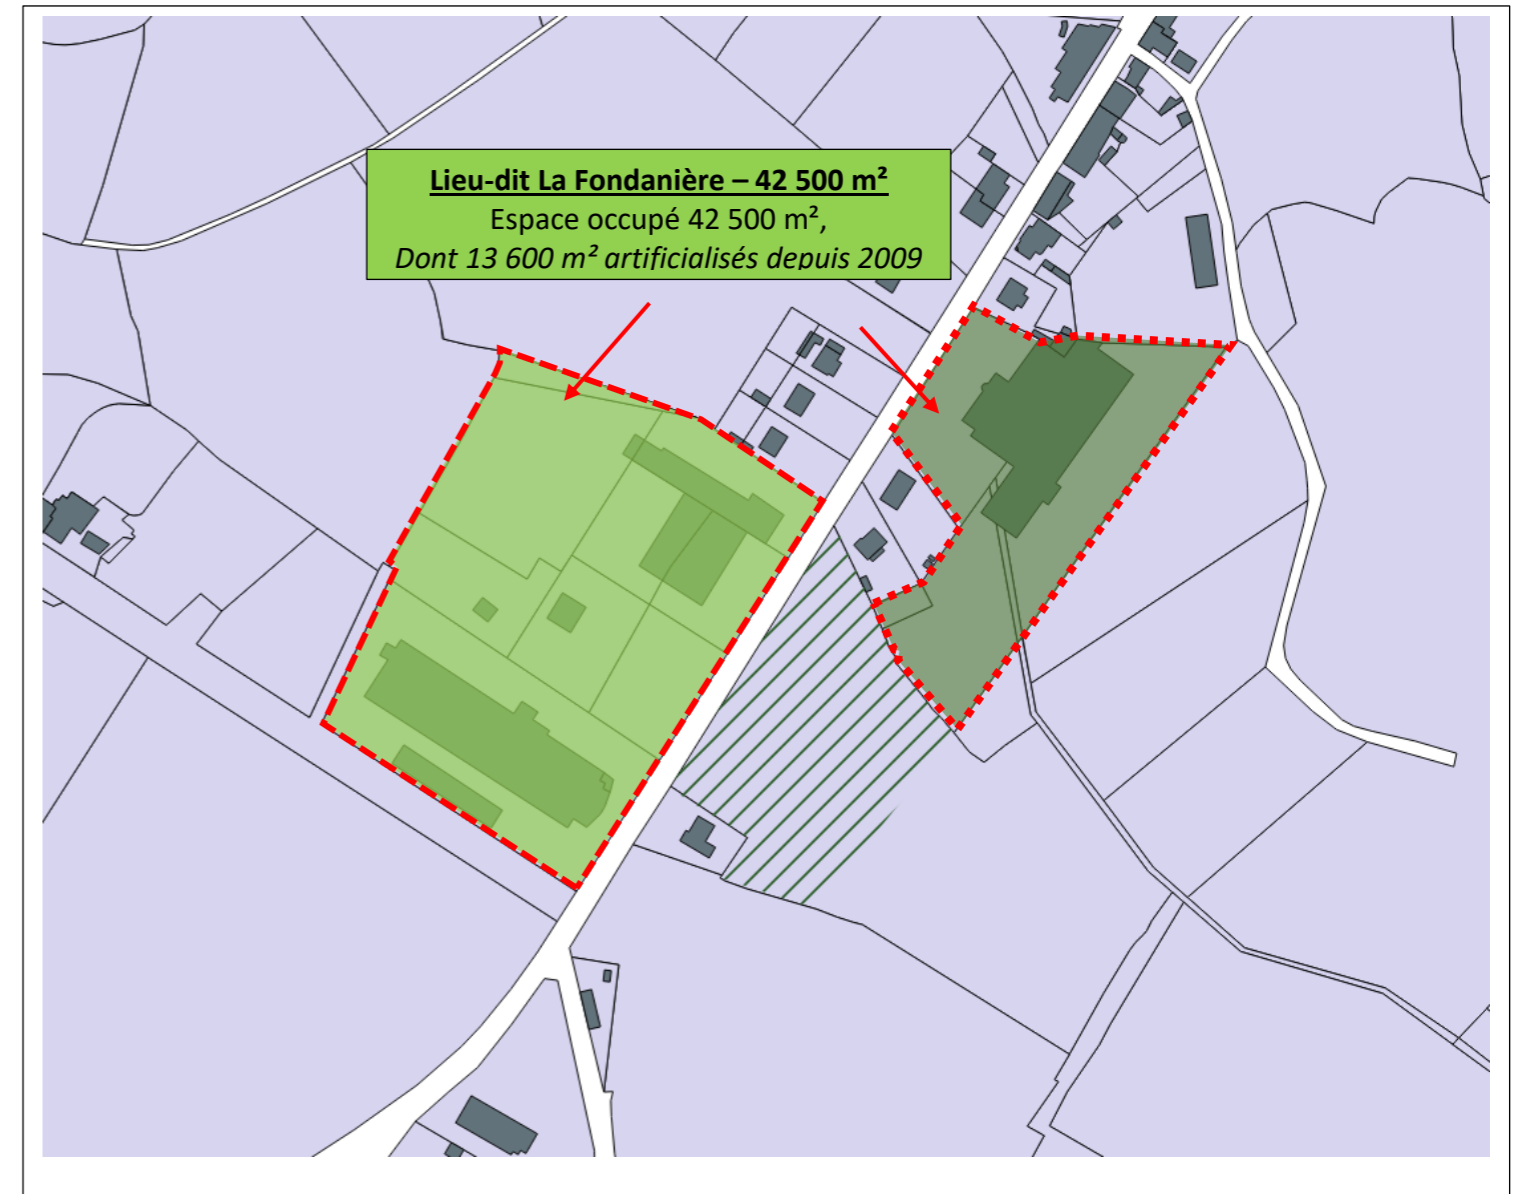 Lieu-dit La Fondanière – 42 500 m²
Espace occupé 42 500 m²,
Dont 13 600 m² artificialisés depuis 2009